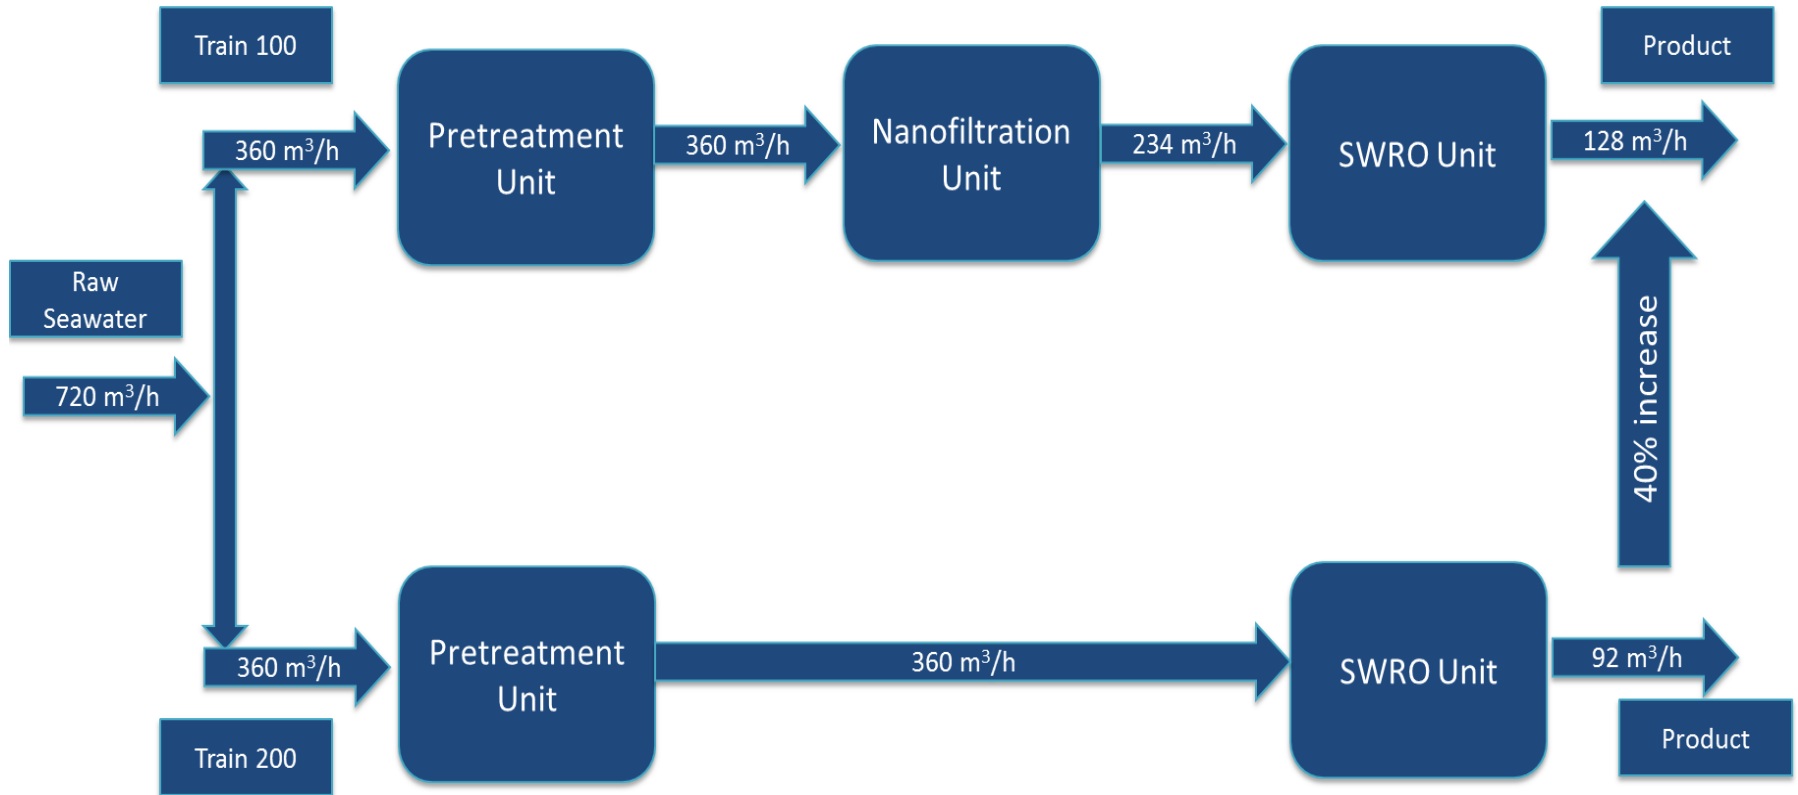 Train 100
Product
360 m³/h
Pretreatment
Unit
360 m³/h
Nanofiltration
Unit
234 m³/h
SWRO Unit
128 m³/h
Raw
Seawater
720 m³/h
40% increase
360 m³/h
Pretreatment
Unit
360 m³/h
SWRO Unit
92 m³/h
Train 200
Product